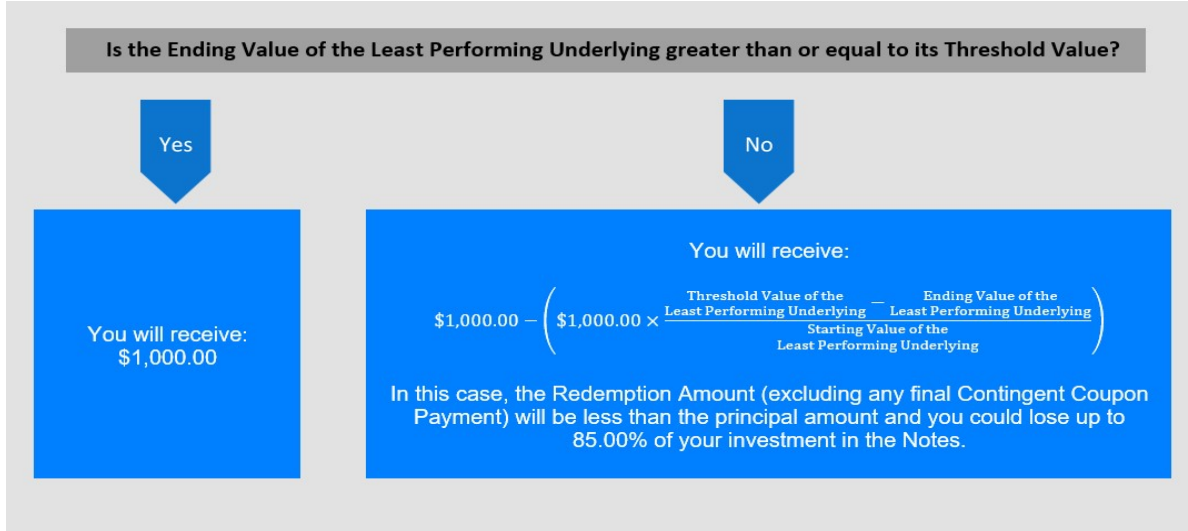 Is the Ending Value of the Least Performing Underlying greater than or equal to its Threshold Value?
Yes
No
You will receive:
$1,000.00
You will receive:
$1,000.00 − ($1,000.00 × (Threshold Value of the Least Performing Underlying − Ending Value of the Least Performing Underlying) / Starting Value of the Least Performing Underlying)
In this case, the Redemption Amount (excluding any final Contingent Coupon
Payment) will be less than the principal amount and you could lose up to
85.00% of your investment in the Notes.